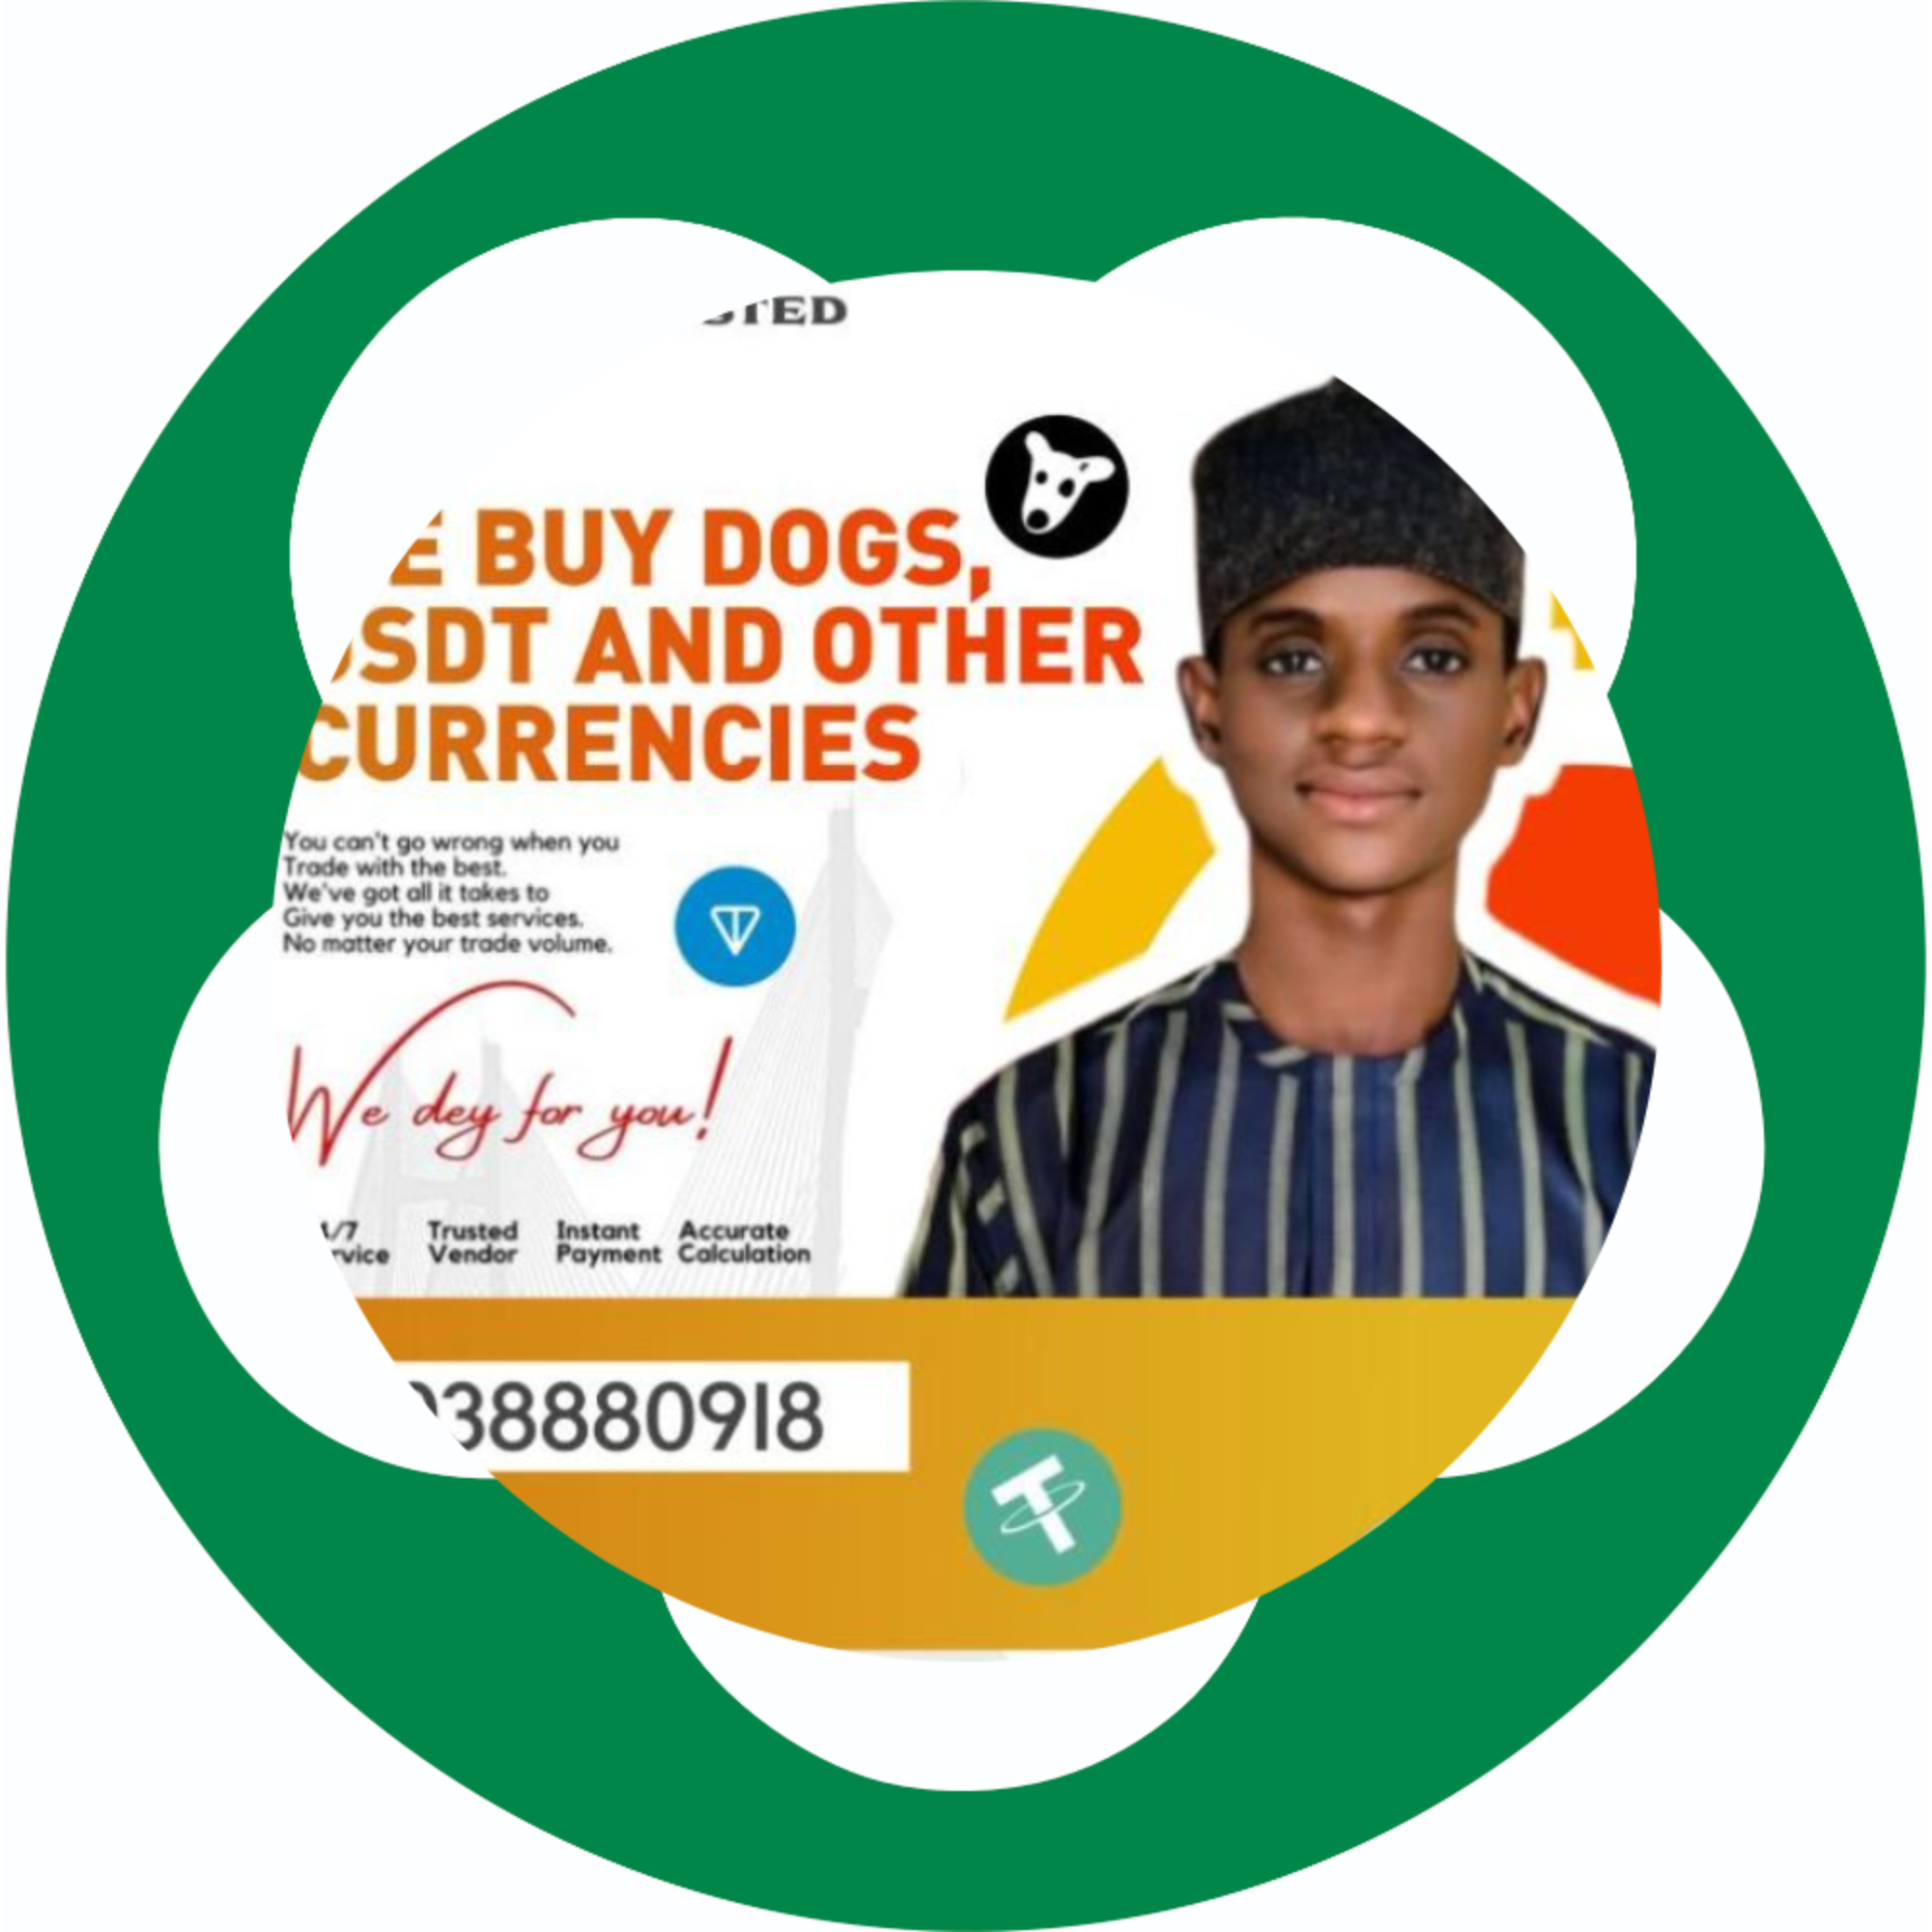 BUY DOGS,
AND OTHER
CURRENCIES
You can't go wrong when you
Trade with the best.
We've got all it takes to
Give you the best services.
No matter your trade volume.
We dey for you!
Trusted Instant Accurate
Vendor Payment Calculation
38880918